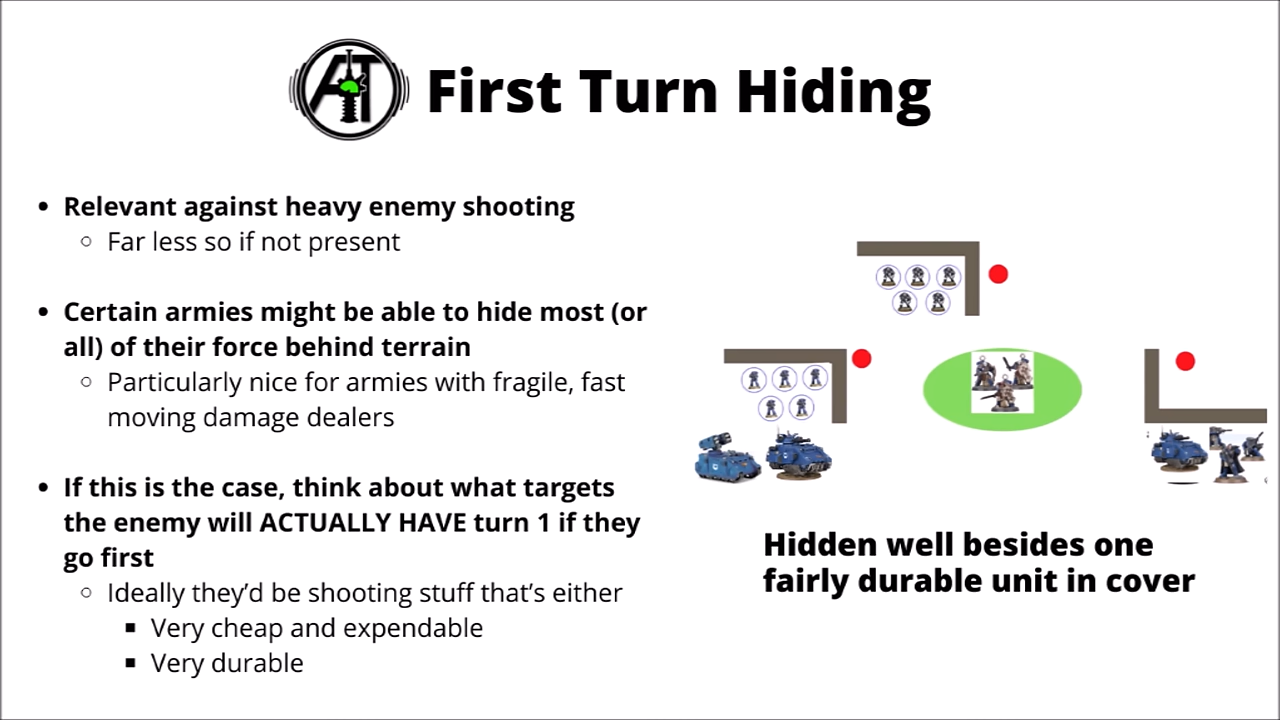 AT
First Turn Hiding
• Relevant against heavy enemy shooting
○ Far less so if not present
• Certain armies might be able to hide most (or
all) of their force behind terrain
○ Particularly nice for armies with fragile, fast
moving damage dealers
• If this is the case, think about what targets
the enemy will ACTUALLY HAVE turn 1 if they
go first
○ Ideally they’d be shooting stuff that’s either
▪ Very cheap and expendable
▪ Very durable
Hidden well besides one
fairly durable unit in cover